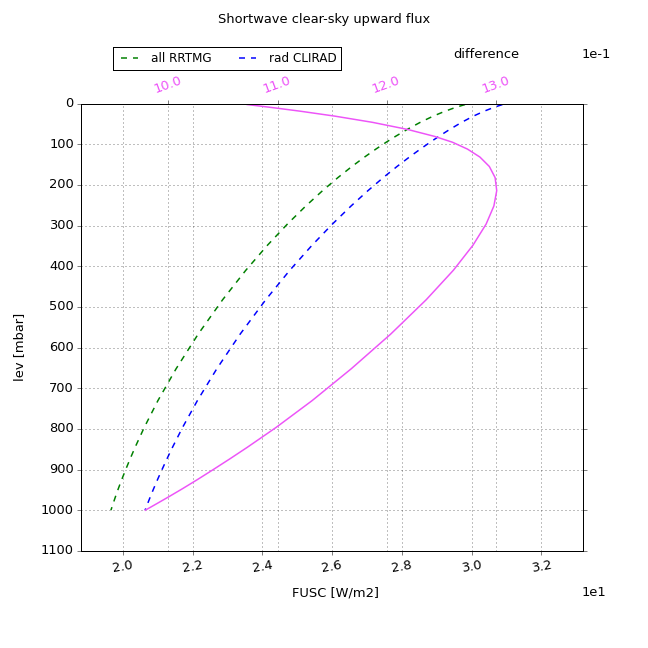 Shortwave clear-sky upward flux
all RRTMG rad CLIRAD difference 1e-1
10.0 11.0 12.0 13.0
0
100
200
300
400
500
600
700
800
900
1000
1100
lev [mbar]
2.0 2.2 2.4 2.6 2.8 3.0 3.2
FUSC [W/m2] 1e1